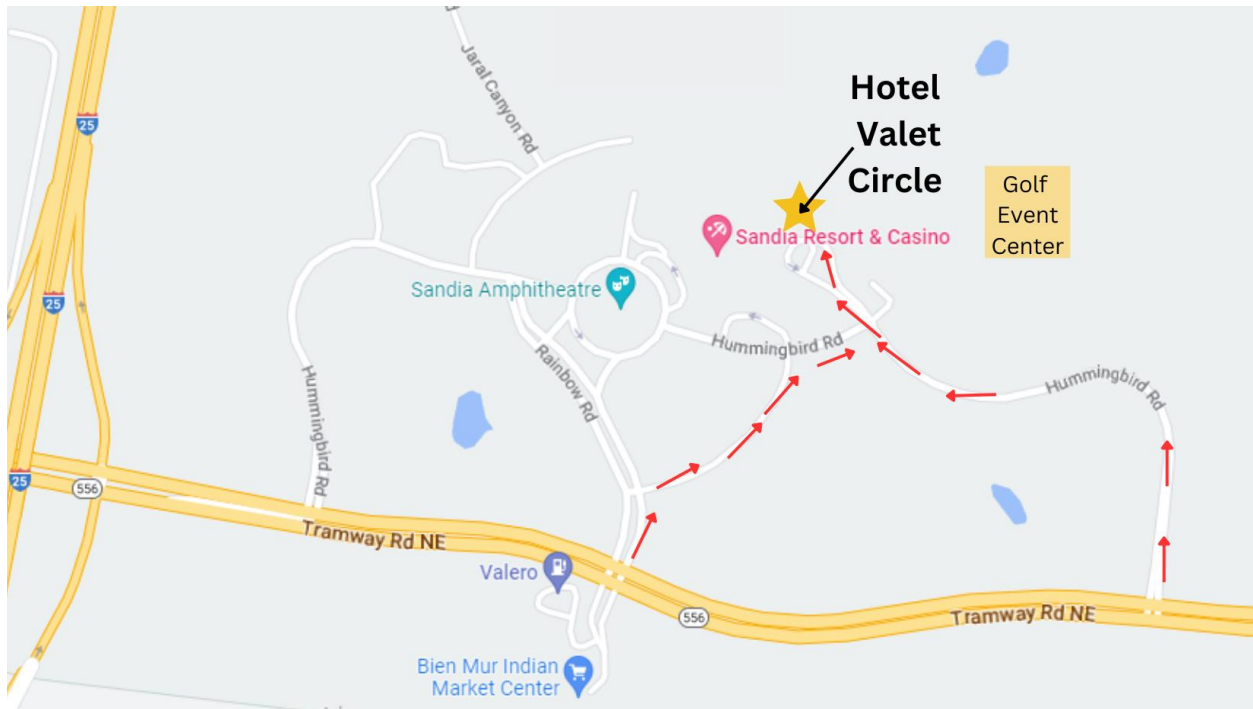 25
Jaral Canyon Rd
Hotel
Valet
Circle
Golf
Event
Center
Sandia Resort & Casino
Sandia Amphitheatre
25
Hummingbird Rd
Rainbow Rd
Hummingbird Rd
Hummingbird Rd
25
556
Tramway Rd NE
Valero
556
Tramway Rd NE
Bien Mur Indian
Market Center